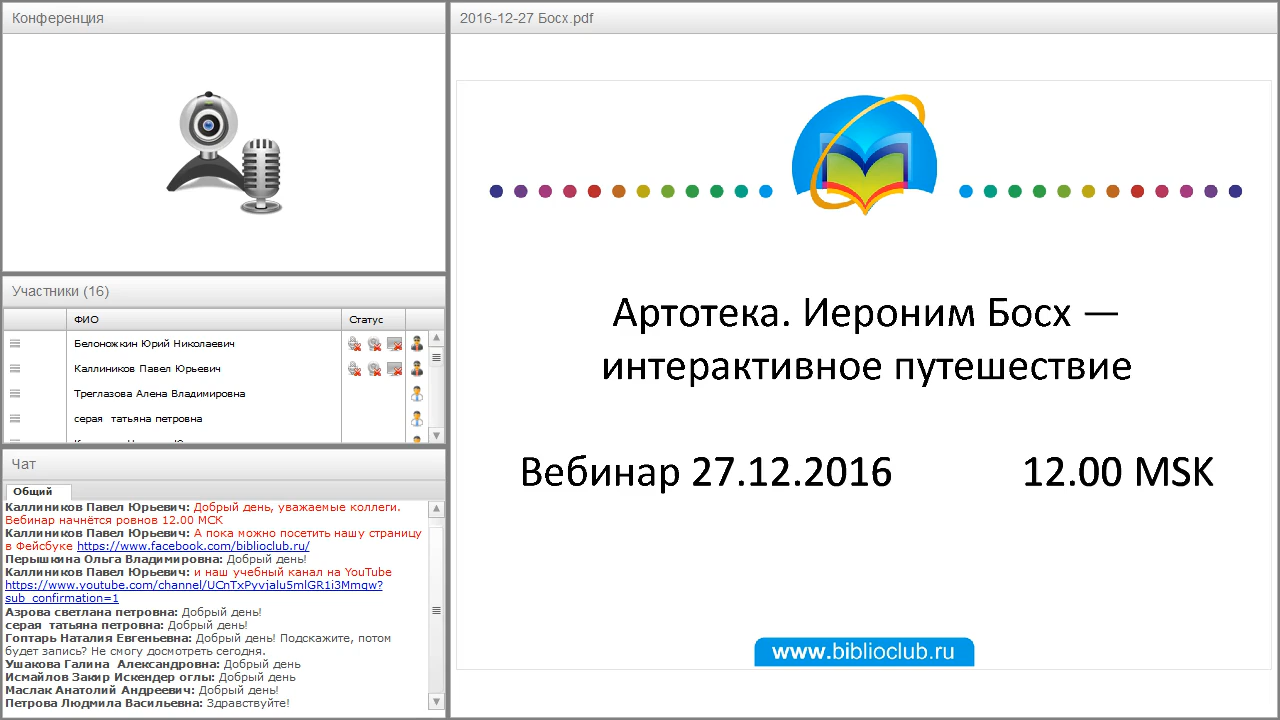 Конференция
2016-12-27 Босх.pdf
Артотека. Иероним Босх —
интерактивное путешествие
Вебинар 27.12.2016 12.00 MSK
www.biblioclub.ru
Участники (16)
ФИО Статус
Белоножкин Юрий Николаевич
Каллиников Павел Юрьевич
Треглазова Алена Владимировна
серая татьяна петровна
Чат
Общий
Каллиников Павел Юрьевич: Добрый день, уважаемые коллеги.
Вебинар начнётся ровнов 12.00 МСК
Каллиников Павел Юрьевич: А пока можно посетить нашу страницу
в Фейсбуке https://www.facebook.com/biblioclub.ru/
Перышкина Ольга Владимировна: Добрый день!
Каллиников Павел Юрьевич: и наш учебный канал на YouTube
https://www.youtube.com/channel/UCnTxPyvjalu5mlGR1i3Mmqw?
sub_confirmation=1
Азрова светлана петровна: Добрый день!
серая татьяна петровна: Добрый день!
Гоптарь Наталия Евгеньевна: Добрый день! Подскажите, потом
будет запись? Не смогу досмотреть сегодня.
Ушакова Галина Александровна: Добрый день
Исмайлов Закир Искендер оглы: Добрый день
Маслак Анатолий Андреевич: Добрый день!
Петрова Людмила Васильевна: Здравствуйте!